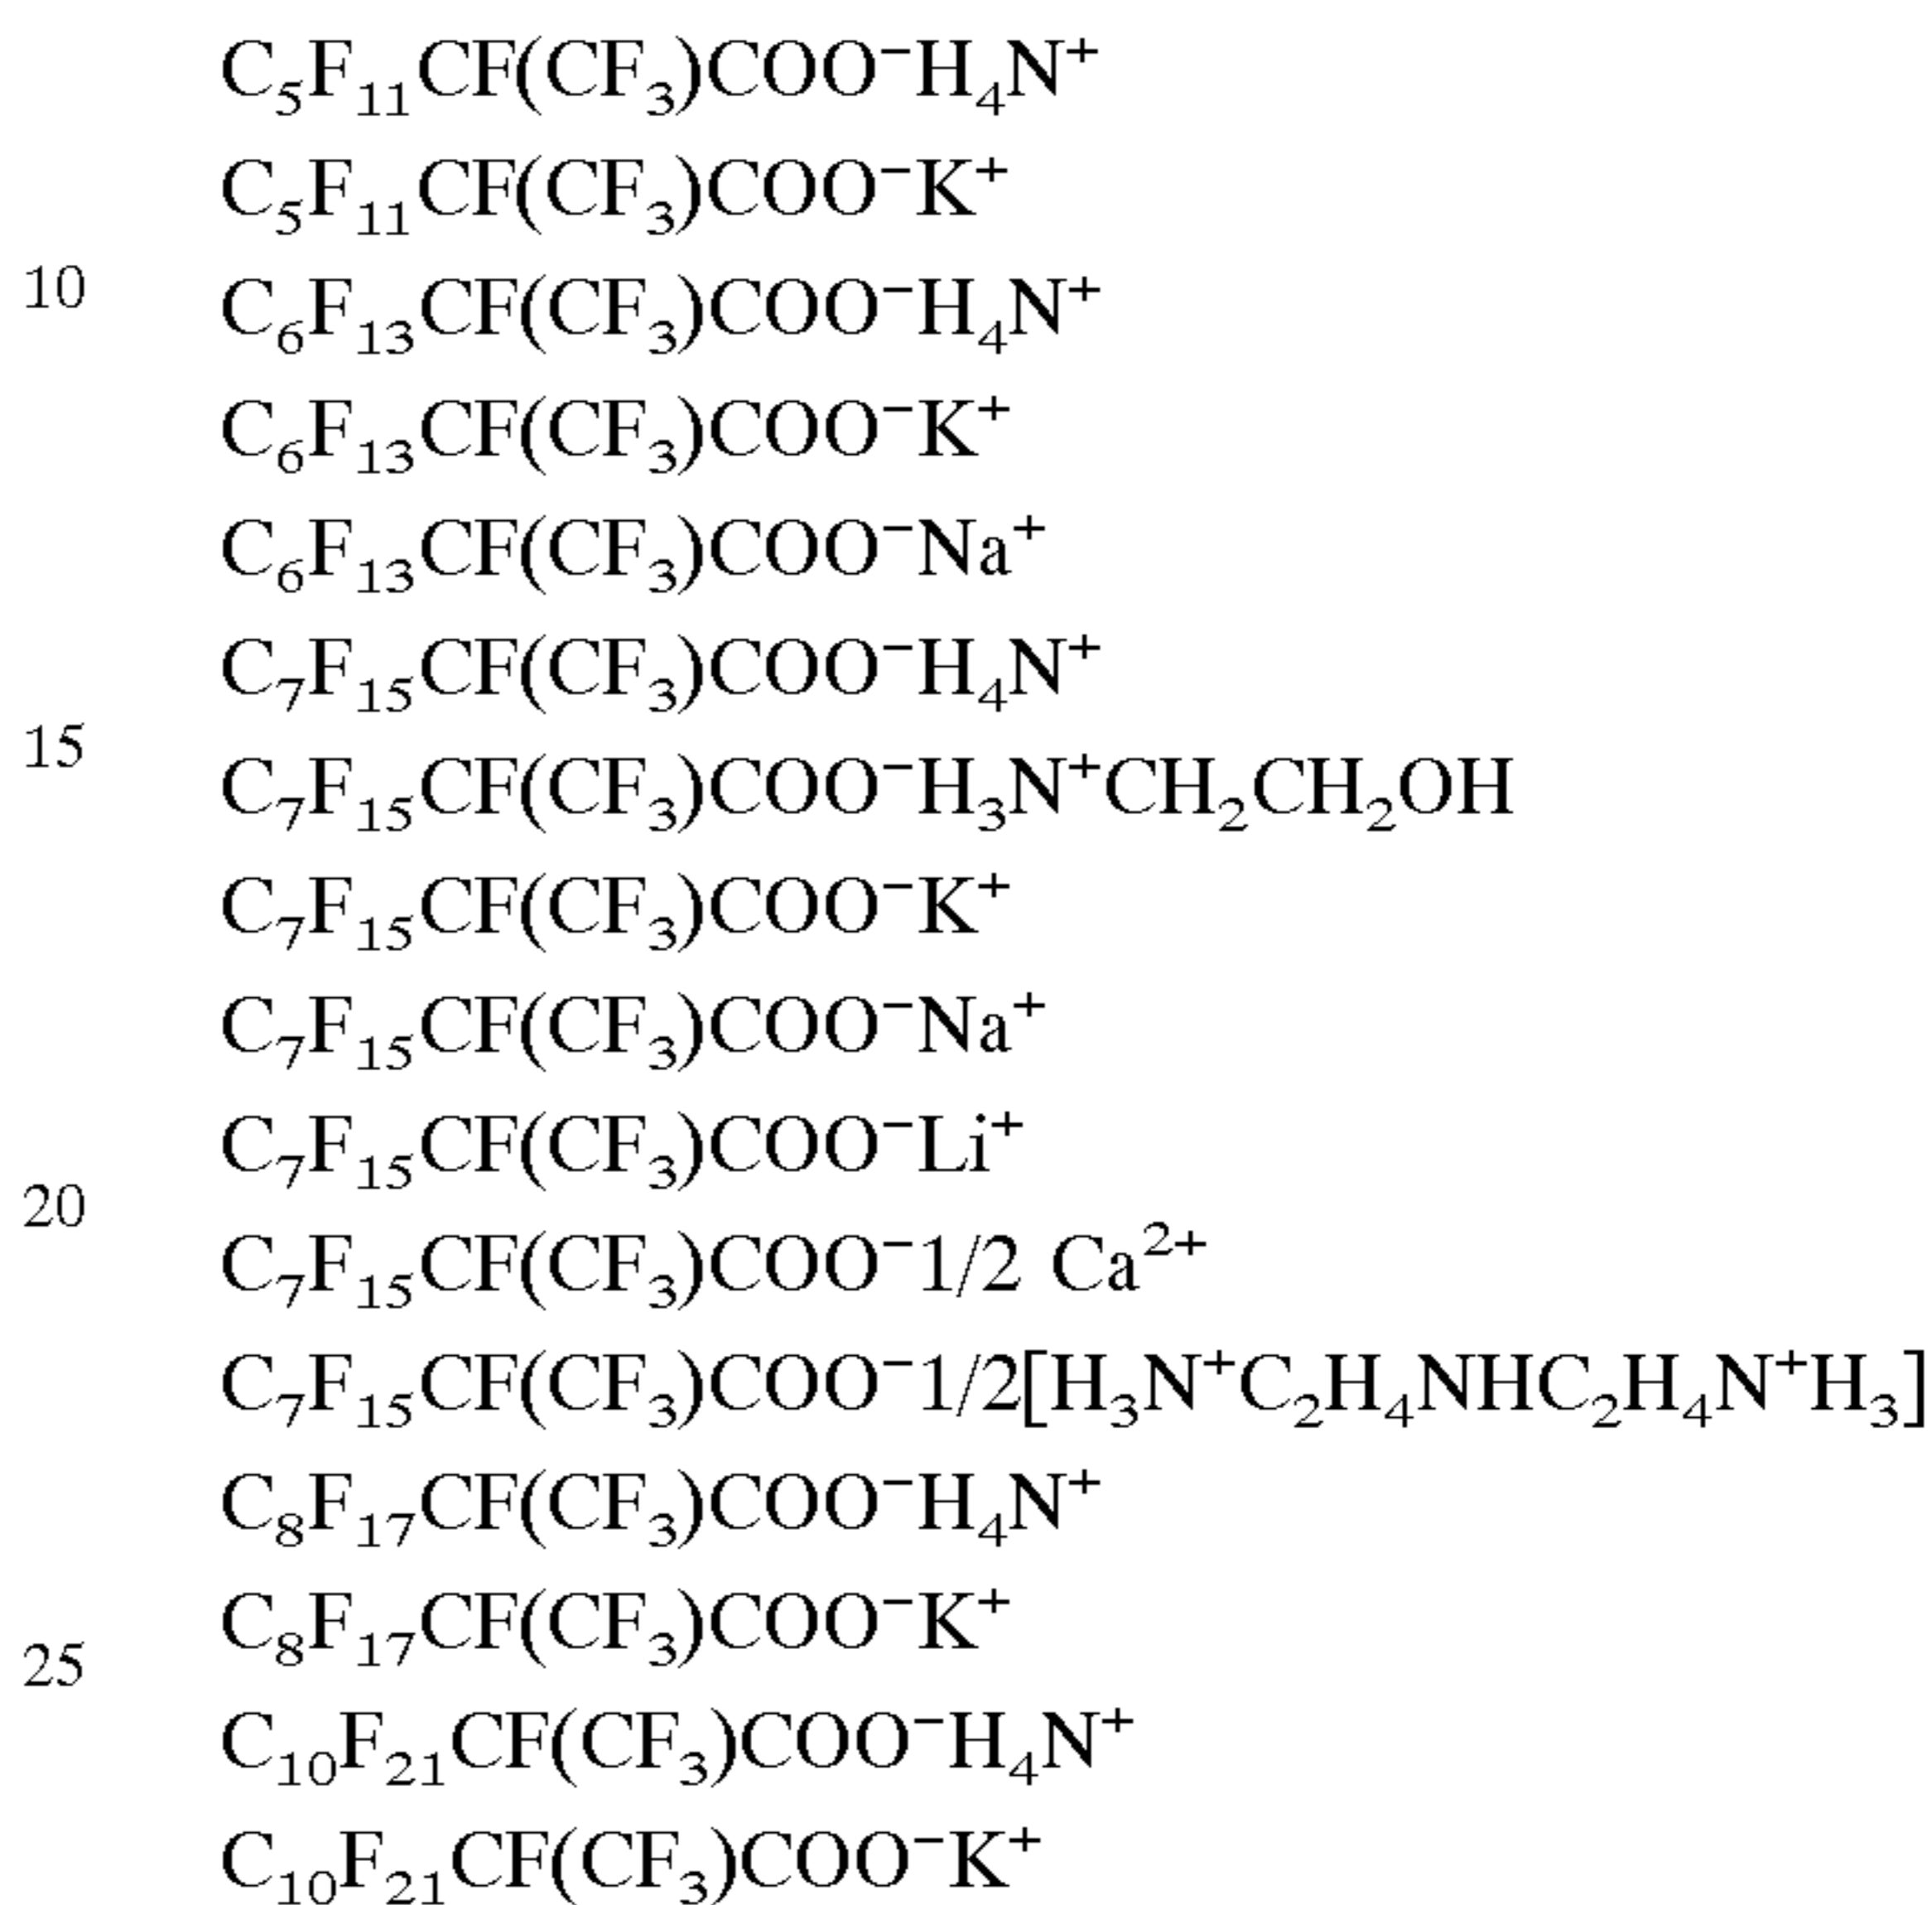 C₅F₁₁CF(CF₃)COO⁻H₄N⁺
C₅F₁₁CF(CF₃)COO⁻K⁺
10 C₆F₁₃CF(CF₃)COO⁻H₄N⁺
C₆F₁₃CF(CF₃)COO⁻K⁺
C₆F₁₃CF(CF₃)COO⁻Na⁺
C₇F₁₅CF(CF₃)COO⁻H₄N⁺
15 C₇F₁₅CF(CF₃)COO⁻H₃N⁺CH₂CH₂OH
C₇F₁₅CF(CF₃)COO⁻K⁺
C₇F₁₅CF(CF₃)COO⁻Na⁺
C₇F₁₅CF(CF₃)COO⁻Li⁺
20 C₇F₁₅CF(CF₃)COO⁻1/2 Ca²⁺
C₇F₁₅CF(CF₃)COO⁻1/2[H₃N⁺C₂H₄NHC₂H₄N⁺H₃]
C₈F₁₇CF(CF₃)COO⁻H₄N⁺
C₈F₁₇CF(CF₃)COO⁻K⁺
25 C₁₀F₂₁CF(CF₃)COO⁻H₄N⁺
C₁₀F₂₁CF(CF₃)COO⁻K⁺